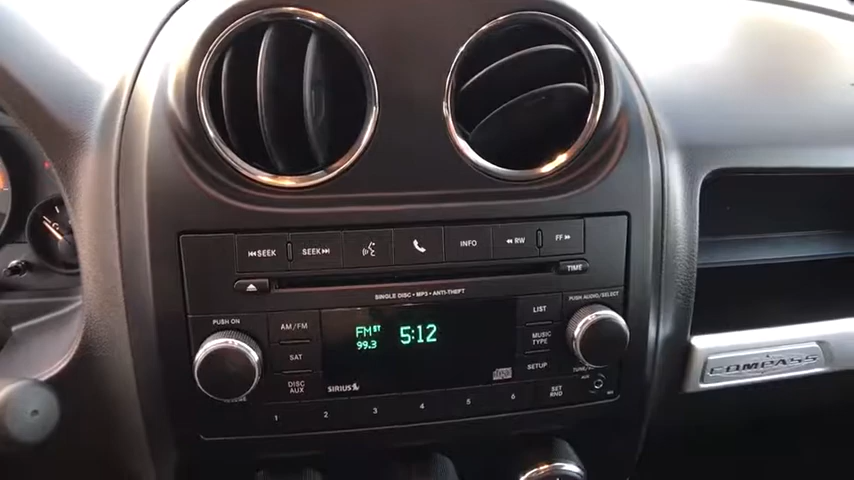 SEEK SEEK INFO RW FF
TIME
SINGLE DISC • MP3 • ANTI-THEFT
PUSH ON PUSH AUDIO/SELECT
AM/FM FM ST 5:12 LIST
99.3 MUSIC TYPE
SAT
SETUP
DISC AUX SIRIUS SET RND AUX
1 2 3 4 5 6
COMPASS